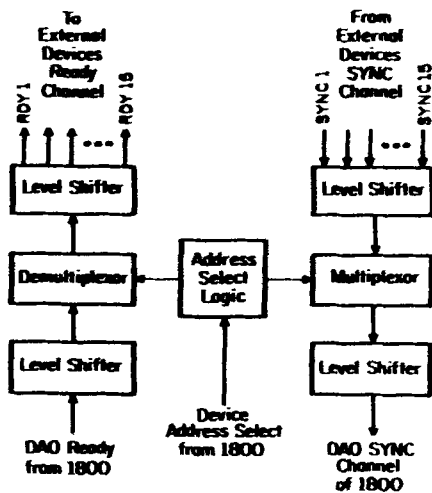 To
External
Devices
Ready
Channel
RDY 1
RDY 15
From
External
Devices
SYNC
Channel
SYNC 1
SYNC 15
Level Shifter
Level Shifter
Demultiplexor
Address
Select
Logic
Multiplexor
Level Shifter
Level Shifter
DAO Ready
from 1800
Device
Address Select
from 1800
DAO SYNC
Channel
of 1800